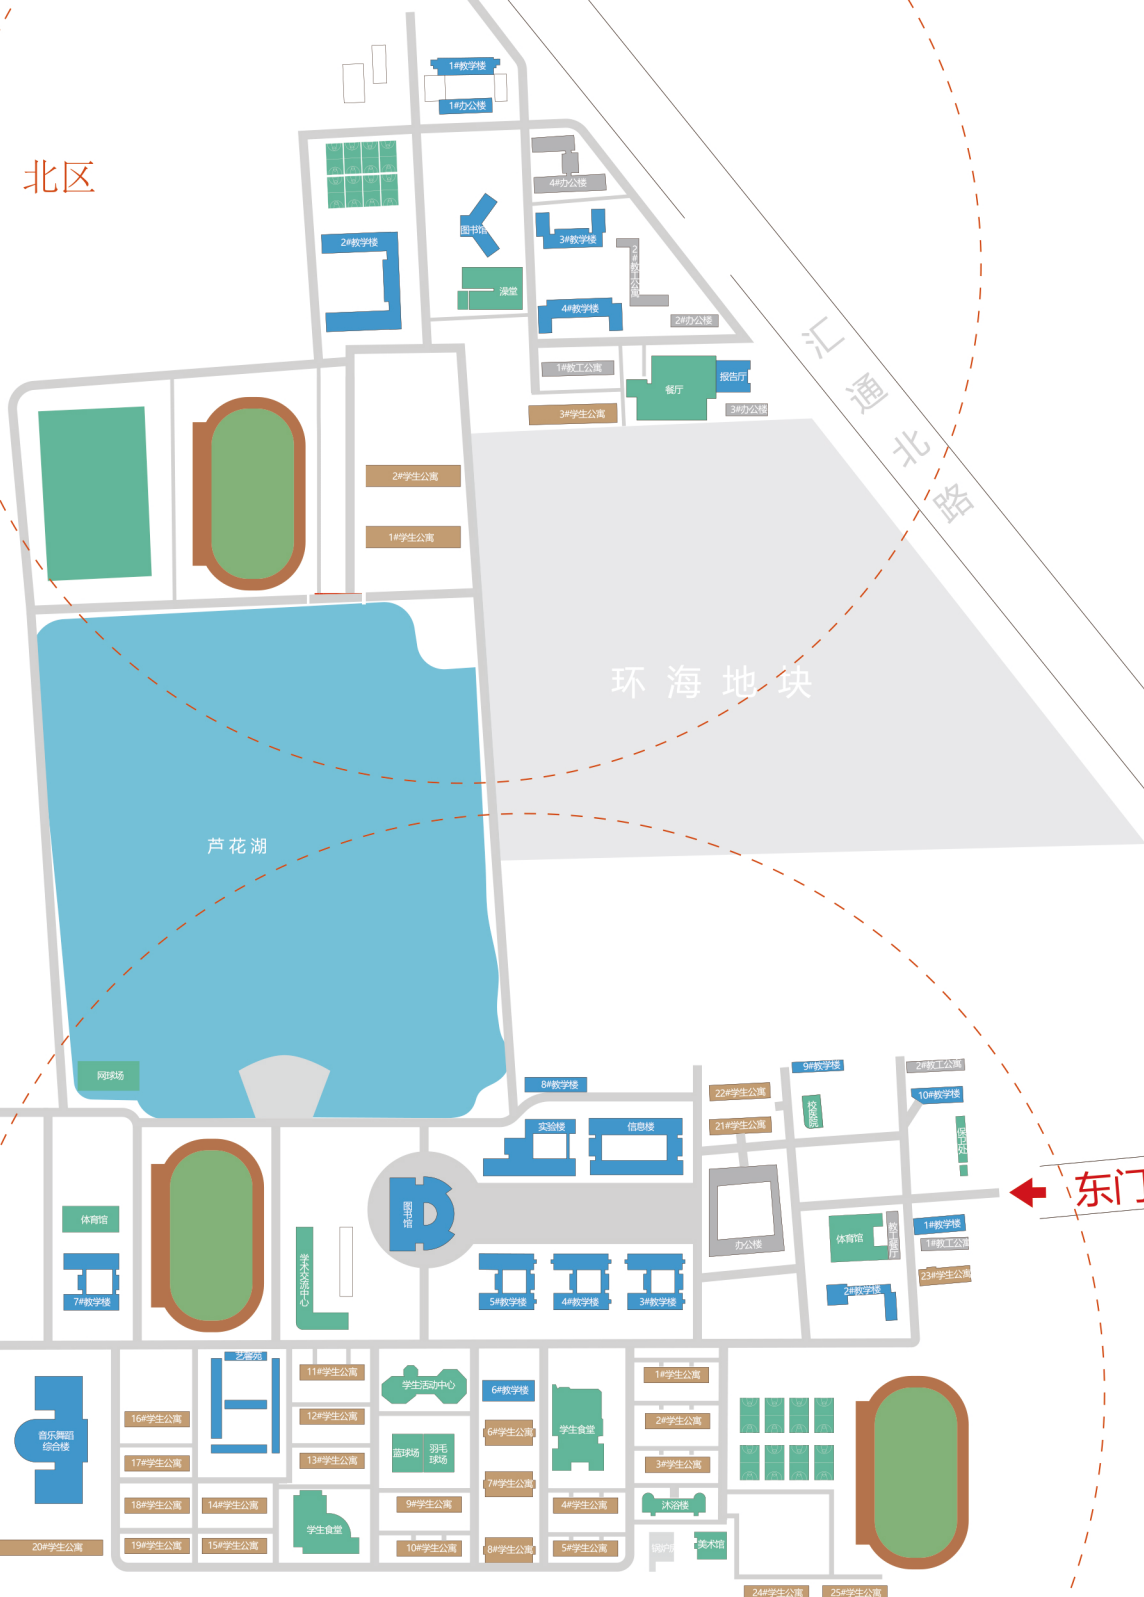 1#教学楼
1#办公楼
北区
4#办公楼
图书馆
3#教学楼
2#教学楼
2#教工公寓
澡堂
4#教学楼
2#办公楼
汇通北路
1#教工公寓
餐厅
报告厅
3#学生公寓
3#办公楼
2#学生公寓
1#学生公寓
环海地块
芦花湖
网球场
8#教学楼
9#教学楼
2#教工公寓
22#学生公寓
10#教学楼
校医院
实验楼
信息楼
21#学生公寓
保卫处
东门
图书馆
体育馆
办公楼
体育馆
教工餐厅
1#教学楼
1#教工公寓
学术交流中心
23#学生公寓
7#教学楼
5#教学楼
4#教学楼
3#教学楼
2#教学楼
艺馨苑
11#学生公寓
学生活动中心
1#学生公寓
6#教学楼
16#学生公寓
12#学生公寓
2#学生公寓
音乐舞蹈
综合楼
6#学生公寓
学生食堂
篮球场
羽毛
球场
17#学生公寓
13#学生公寓
3#学生公寓
7#学生公寓
18#学生公寓
14#学生公寓
9#学生公寓
4#学生公寓
沐浴楼
学生食堂
20#学生公寓
19#学生公寓
15#学生公寓
10#学生公寓
8#学生公寓
5#学生公寓
美术馆
24#学生公寓
25#学生公寓